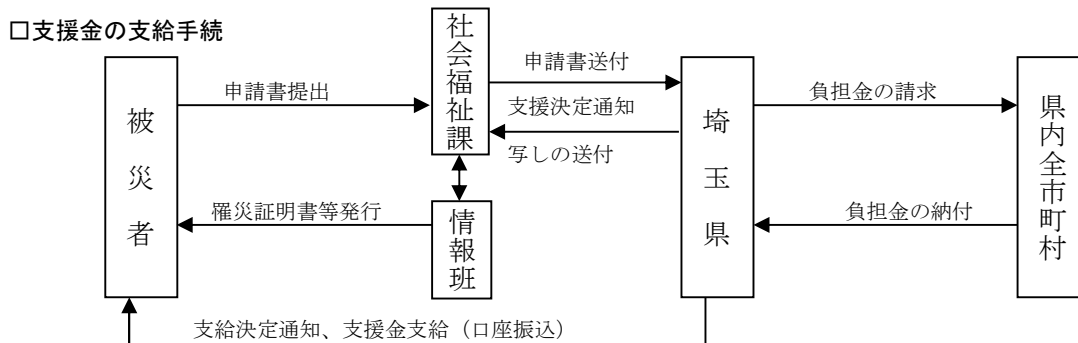 □支援金の支給手続
被災者
申請書提出
罹災証明書等発行
社会福祉課
情報班
申請書送付
支援決定通知
写しの送付
埼玉県
負担金の請求
負担金の納付
県内全市町村
支給決定通知、支援金支給（口座振込）